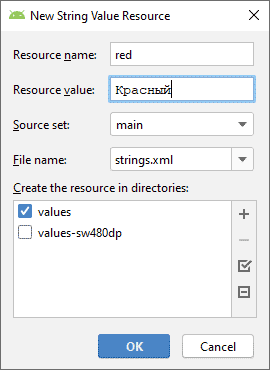 New String Value Resource
Resource name: red
Resource value: Красный
Source set: main
File name: strings.xml
Create the resource in directories:
values
values-sw480dp
OK Cancel